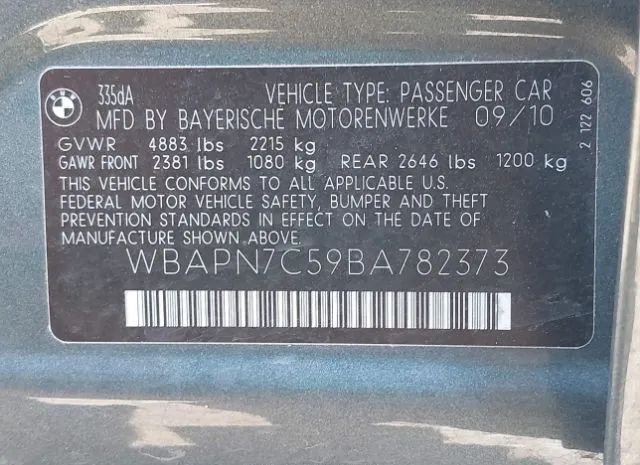 BMW
335dA VEHICLE TYPE: PASSENGER CAR
MFD BY BAYERISCHE MOTORENWERKE 09/10
GVWR 4883 lbs 2215 kg
GAWR FRONT 2381 lbs 1080 kg REAR 2646 lbs 1200 kg
THIS VEHICLE CONFORMS TO ALL APPLICABLE U.S.
FEDERAL MOTOR VEHICLE SAFETY, BUMPER AND THEFT
PREVENTION STANDARDS IN EFFECT ON THE DATE OF
MANUFACTURE SHOWN ABOVE.
WBAPN7C59BA782373
2 122 606